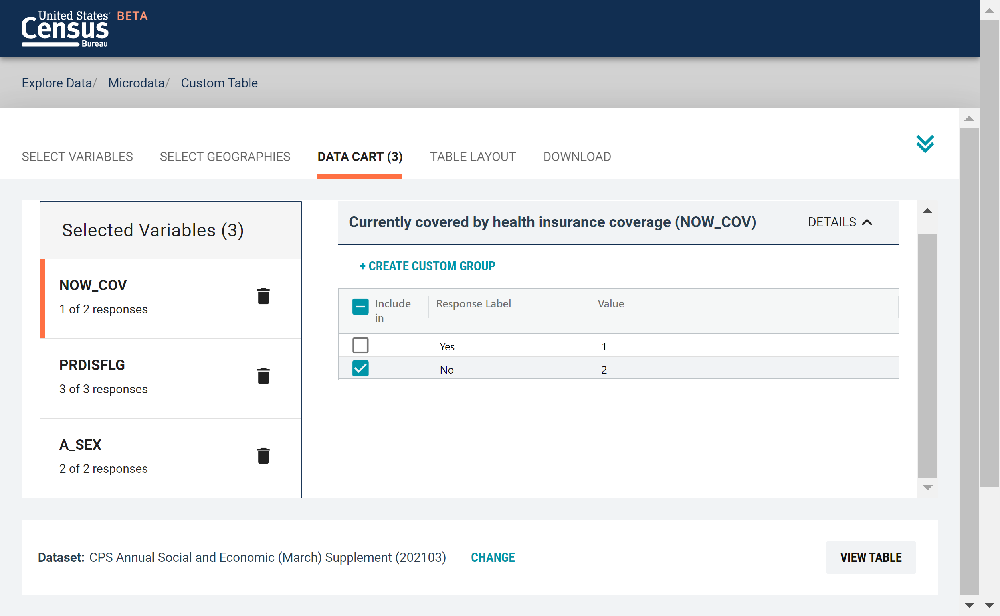 United States™ BETA
Census
Bureau
Explore Data/ Microdata/ Custom Table
SELECT VARIABLES SELECT GEOGRAPHIES DATA CART (3) TABLE LAYOUT DOWNLOAD
Selected Variables (3)
NOW_COV
1 of 2 responses
PRDISFLG
3 of 3 responses
A_SEX
2 of 2 responses
Currently covered by health insurance coverage (NOW_COV) DETAILS
+ CREATE CUSTOM GROUP
Include in Response Label Value
Yes 1
No 2
Dataset: CPS Annual Social and Economic (March) Supplement (202103) CHANGE VIEW TABLE